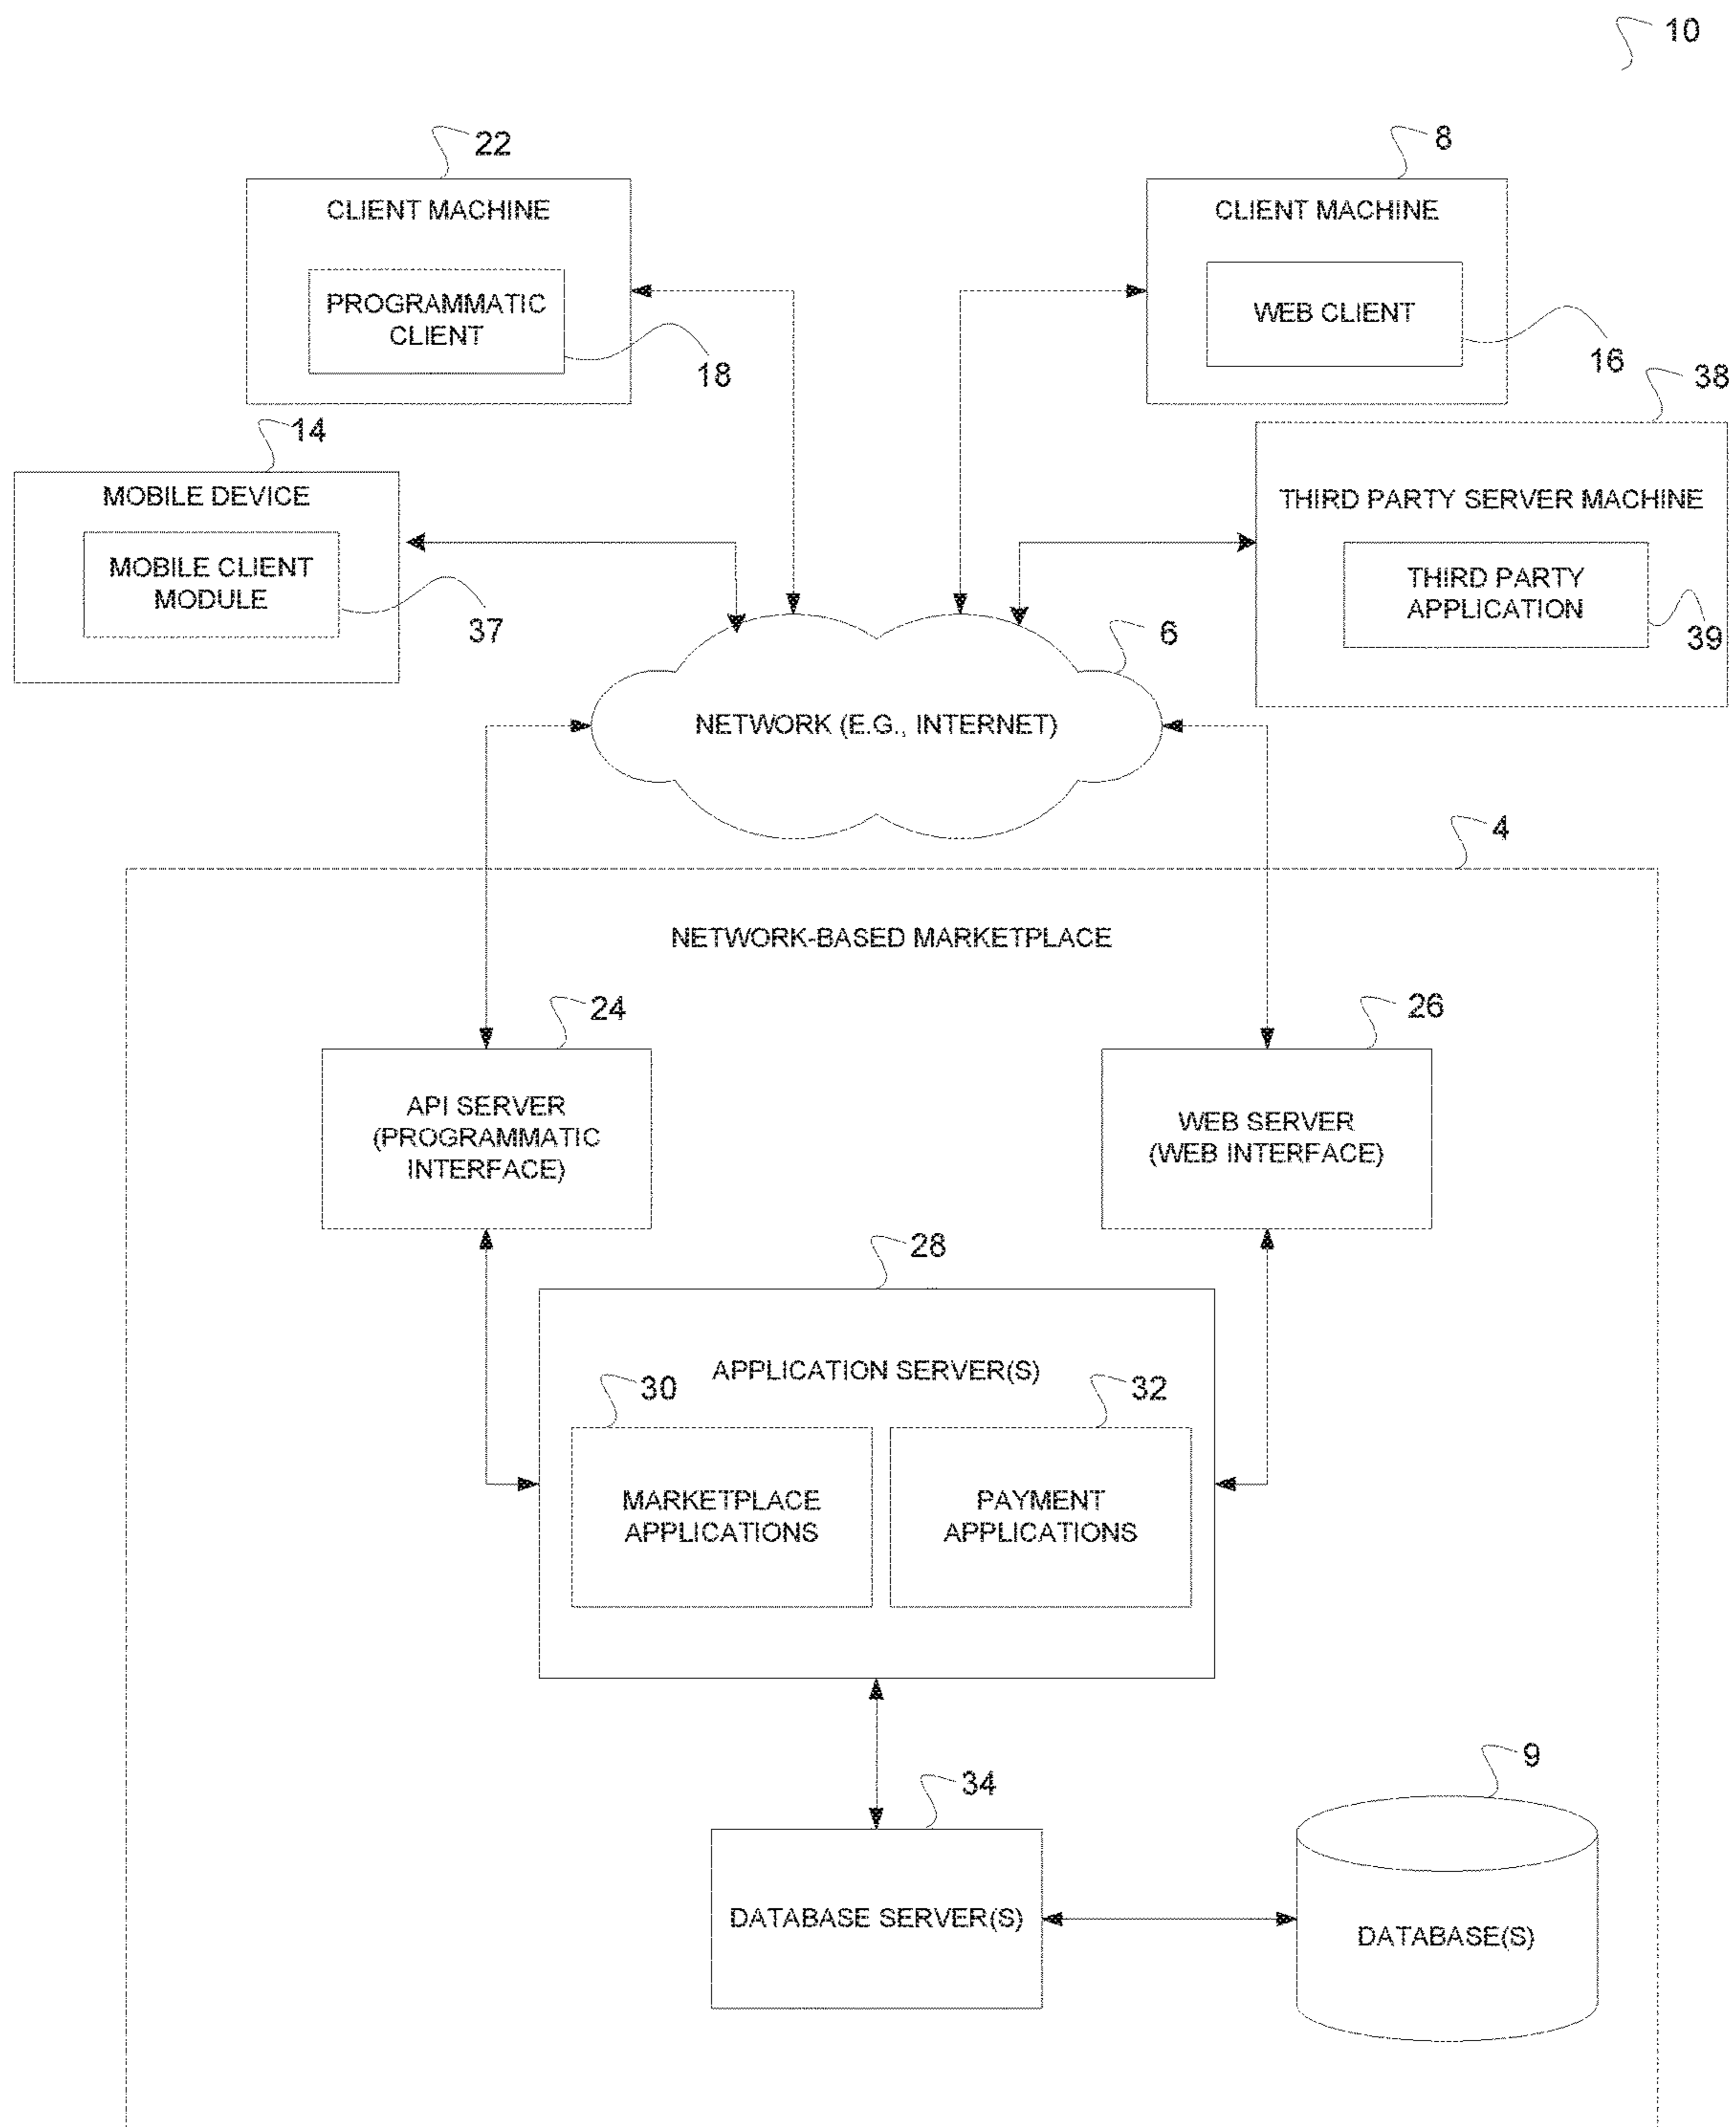 10
22
8
CLIENT MACHINE
PROGRAMMATIC
CLIENT
18
CLIENT MACHINE
WEB CLIENT
16
38
14
MOBILE DEVICE
MOBILE CLIENT
MODULE
37
THIRD PARTY SERVER MACHINE
THIRD PARTY
APPLICATION
39
6
NETWORK (E.G., INTERNET)
4
NETWORK-BASED MARKETPLACE
24
26
API SERVER
(PROGRAMMATIC
INTERFACE)
WEB SERVER
(WEB INTERFACE)
28
APPLICATION SERVER(S)
30
32
MARKETPLACE
APPLICATIONS
PAYMENT
APPLICATIONS
34
9
DATABASE SERVER(S)
DATABASE(S)